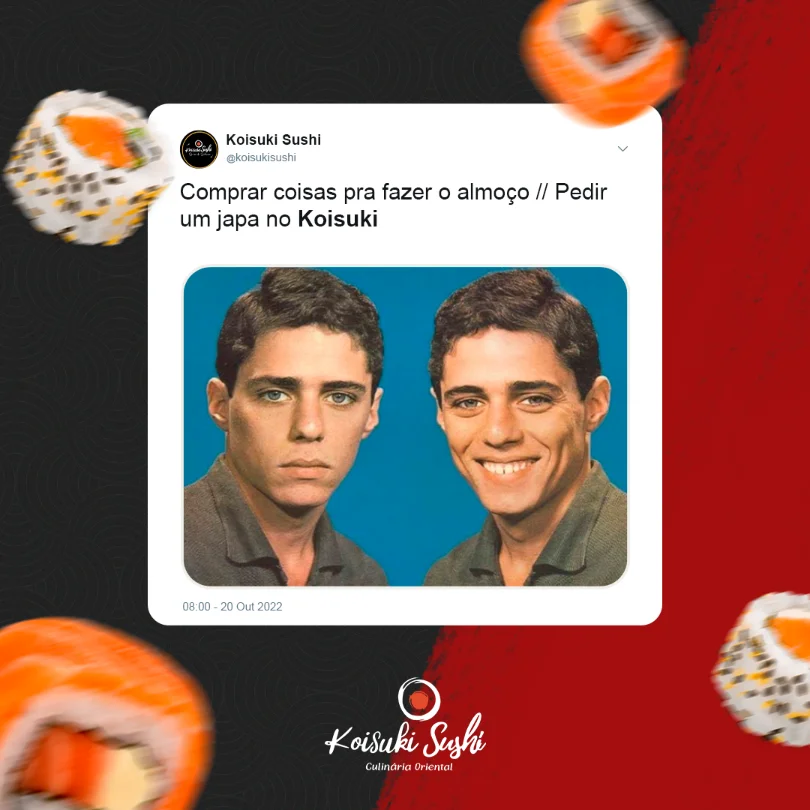 Koisuki Sushi
@koisukisushi
Comprar coisas pra fazer o almoço // Pedir
um japa no Koisuki
08:00 - 20 Out 2022
Koisuki Sushi
Culinária Oriental